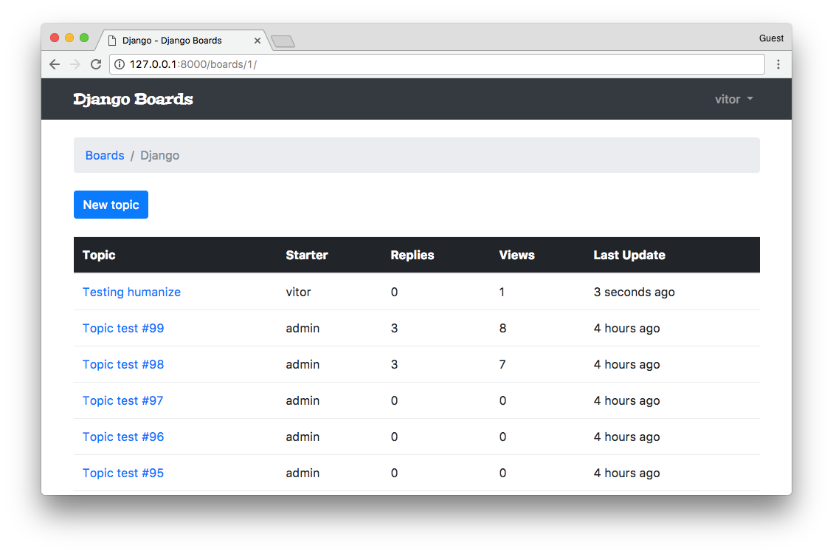 Django - Django Boards
Guest
127.0.0.1:8000/boards/1/
Django Boards
vitor
Boards / Django
New topic
Topic Starter Replies Views Last Update
Testing humanize vitor 0 1 3 seconds ago
Topic test #99 admin 3 8 4 hours ago
Topic test #98 admin 3 7 4 hours ago
Topic test #97 admin 0 0 4 hours ago
Topic test #96 admin 0 0 4 hours ago
Topic test #95 admin 0 0 4 hours ago